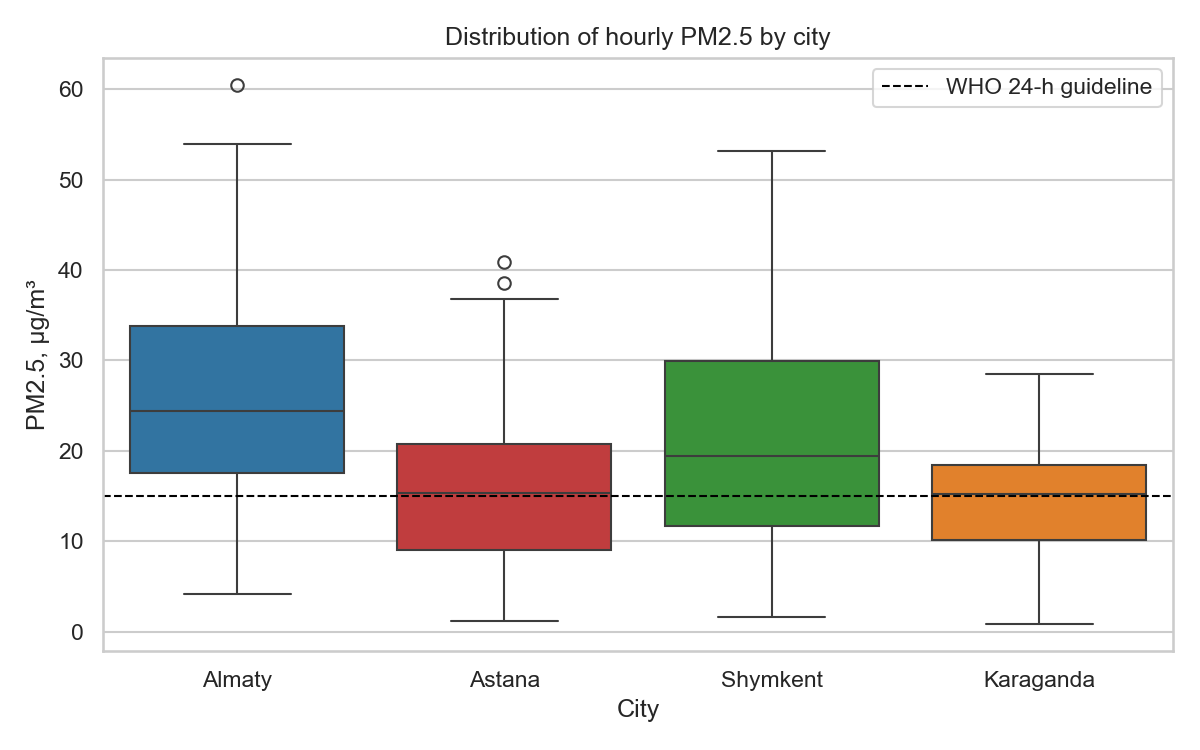 Distribution of hourly PM2.5 by city
WHO 24-h guideline
PM2.5, µg/m³
60
50
40
30
20
10
0
Almaty Astana Shymkent Karaganda
City